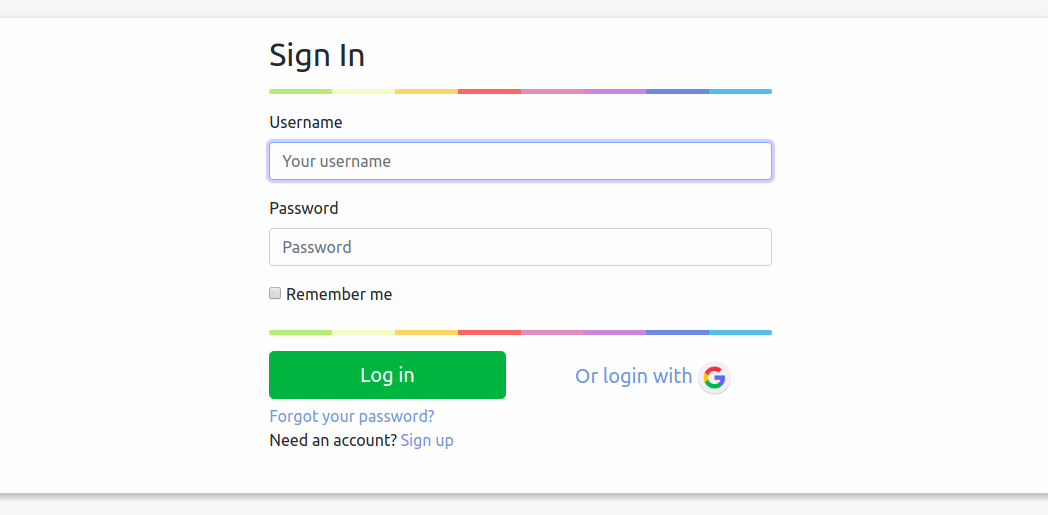 Sign In
Username
Your username
Password
Password
Remember me
Log in
Or login with
Forgot your password?
Need an account? Sign up